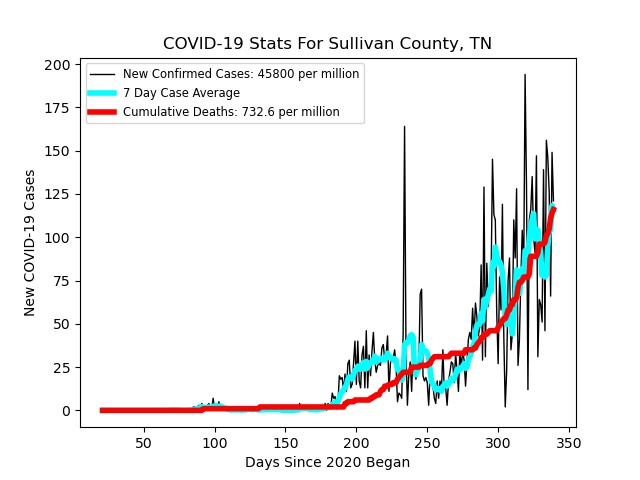 COVID-19 Stats For Sullivan County, TN
New Confirmed Cases: 45800 per million
7 Day Case Average
Cumulative Deaths: 732.6 per million
New COVID-19 Cases
200
175
150
125
100
75
50
25
0
50 100 150 200 250 300 350
Days Since 2020 Began